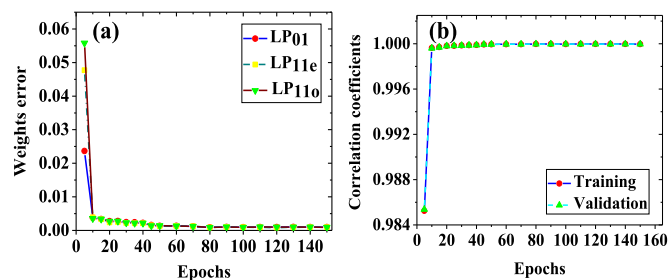 (a)
LP01
LP11e
LP11o
Weights error
0.06
0.05
0.04
0.03
0.02
0.01
0.00
0 20 40 60 80 100 120 140
Epochs
(b)
Training
Validation
Correlation coefficients
1.000
0.996
0.992
0.988
0.984
0 20 40 60 80 100 120 140 160
Epochs